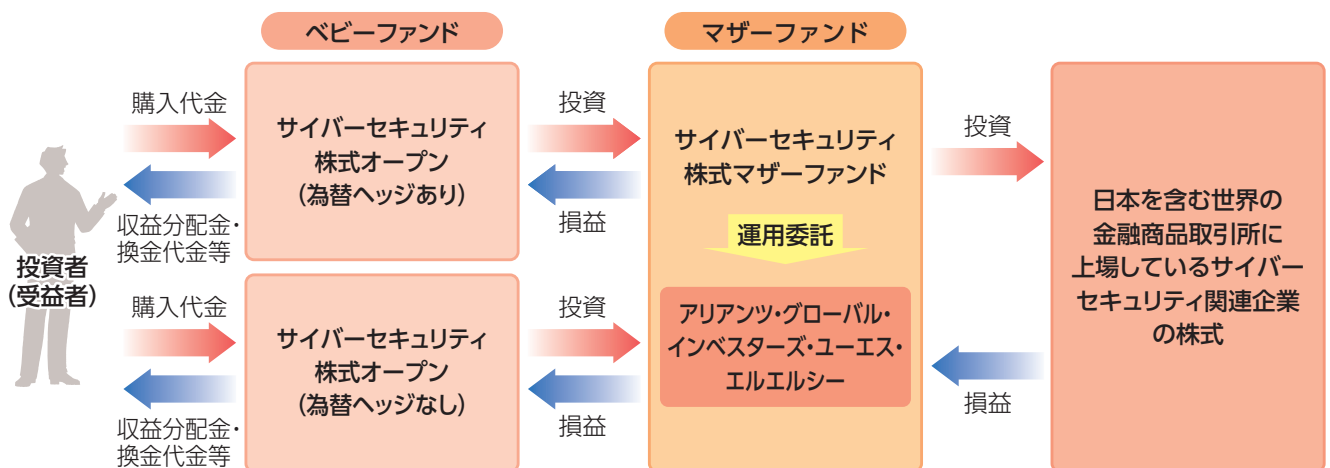 ベビーファンド
マザーファンド
購入代金
収益分配金・
換金代金等
投資者
(受益者)
購入代金
収益分配金・
換金代金等
サイバーセキュリティ
株式オープン
(為替ヘッジあり)
サイバーセキュリティ
株式オープン
(為替ヘッジなし)
投資
損益
投資
損益
サイバーセキュリティ
株式マザーファンド
運用委託
アリアンツ・グローバル・
インベスターズ・ユーエス・
エルエルシー
投資
損益
日本を含む世界の
金融商品取引所に
上場しているサイバー
セキュリティ関連企業
の株式